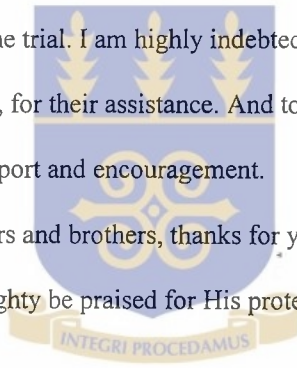 ne trial. I am highly indebted
, for their assistance. And to
port and encouragement.
rs and brothers, thanks for y
ghty be praised for His prote
INTEGRI PROCEDAMUS